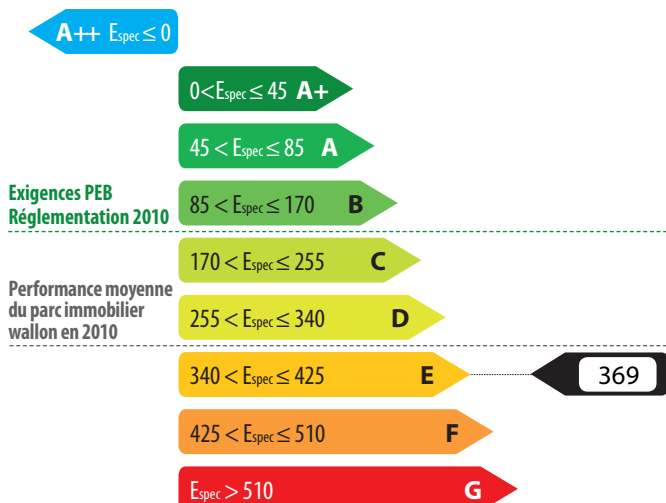 A++ Espec ≤ 0
0<Espec ≤ 45 A+
45 < Espec ≤ 85 A
Exigences PEB
Réglementation 2010
85 < Espec ≤ 170 B
170 < Espec ≤ 255 C
Performance moyenne
du parc immobilier
wallon en 2010
255 < Espec ≤ 340 D
340 < Espec ≤ 425 E 369
425 < Espec ≤ 510 F
Espec > 510 G